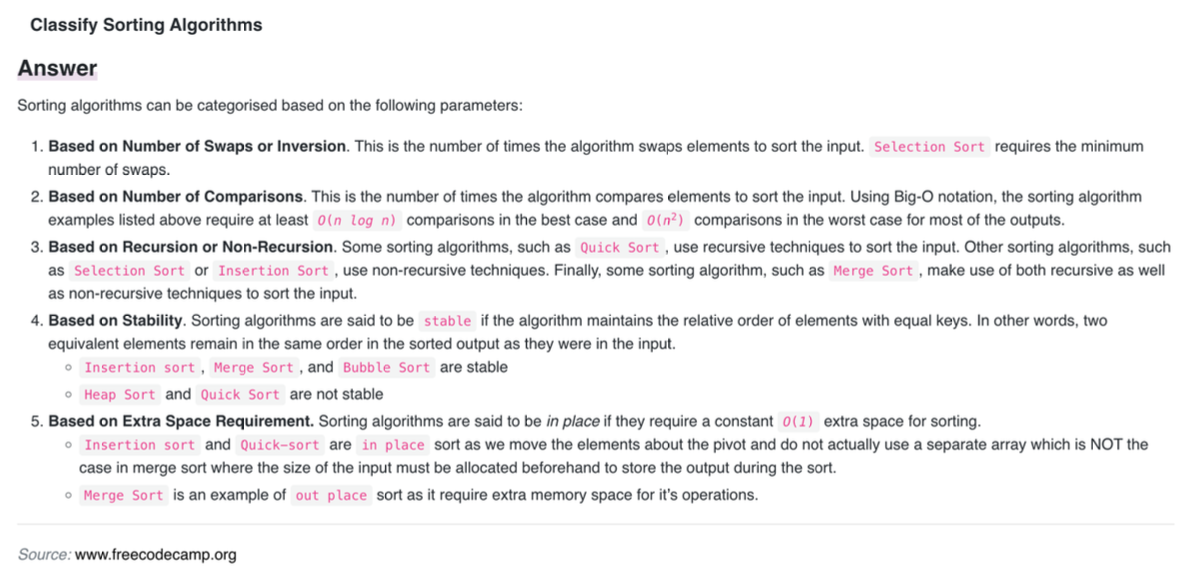 Classify Sorting Algorithms
Answer
Sorting algorithms can be categorised based on the following parameters:
1. Based on Number of Swaps or Inversion. This is the number of times the algorithm swaps elements to sort the input. Selection Sort requires the minimum
number of swaps.
2. Based on Number of Comparisons. This is the number of times the algorithm compares elements to sort the input. Using Big-O notation, the sorting algorithm
examples listed above require at least O(n log n) comparisons in the best case and O(n²) comparisons in the worst case for most of the outputs.
3. Based on Recursion or Non-Recursion. Some sorting algorithms, such as Quick Sort , use recursive techniques to sort the input. Other sorting algorithms, such
as Selection Sort or Insertion Sort , use non-recursive techniques. Finally, some sorting algorithm, such as Merge Sort , make use of both recursive as well
as non-recursive techniques to sort the input.
4. Based on Stability. Sorting algorithms are said to be stable if the algorithm maintains the relative order of elements with equal keys. In other words, two
equivalent elements remain in the same order in the sorted output as they were in the input.
○ Insertion sort , Merge Sort , and Bubble Sort are stable
○ Heap Sort and Quick Sort are not stable
5. Based on Extra Space Requirement. Sorting algorithms are said to be in place if they require a constant O(1) extra space for sorting.
○ Insertion sort and Quick-sort are in place sort as we move the elements about the pivot and do not actually use a separate array which is NOT the
case in merge sort where the size of the input must be allocated beforehand to store the output during the sort.
○ Merge Sort is an example of out place sort as it require extra memory space for it's operations.
Source: www.freecodecamp.org